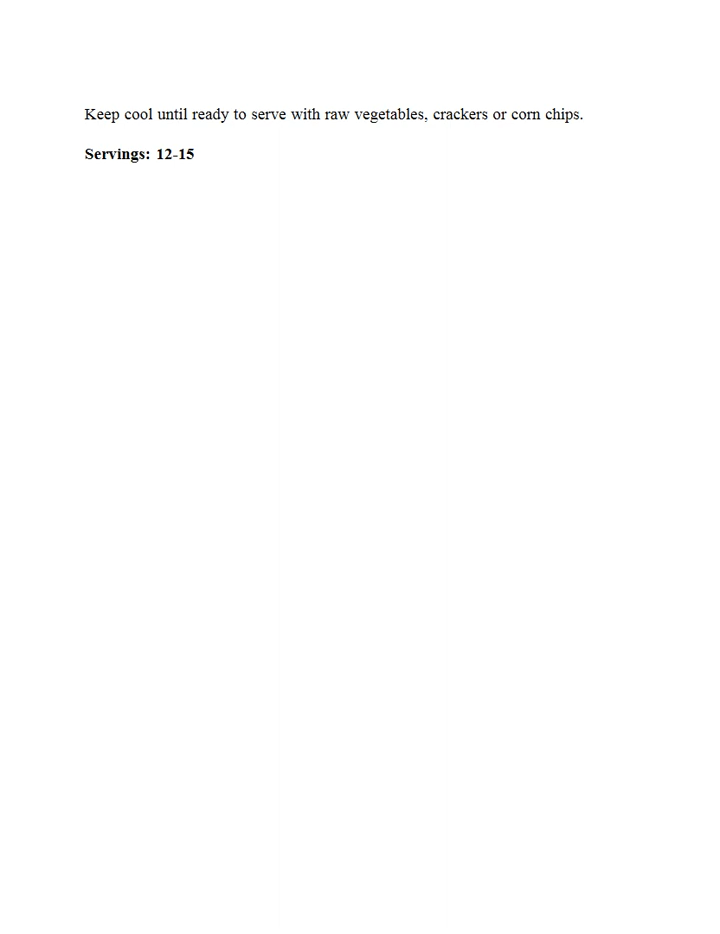 Keep cool until ready to serve with raw vegetables, crackers or corn chips.
Servings: 12-15